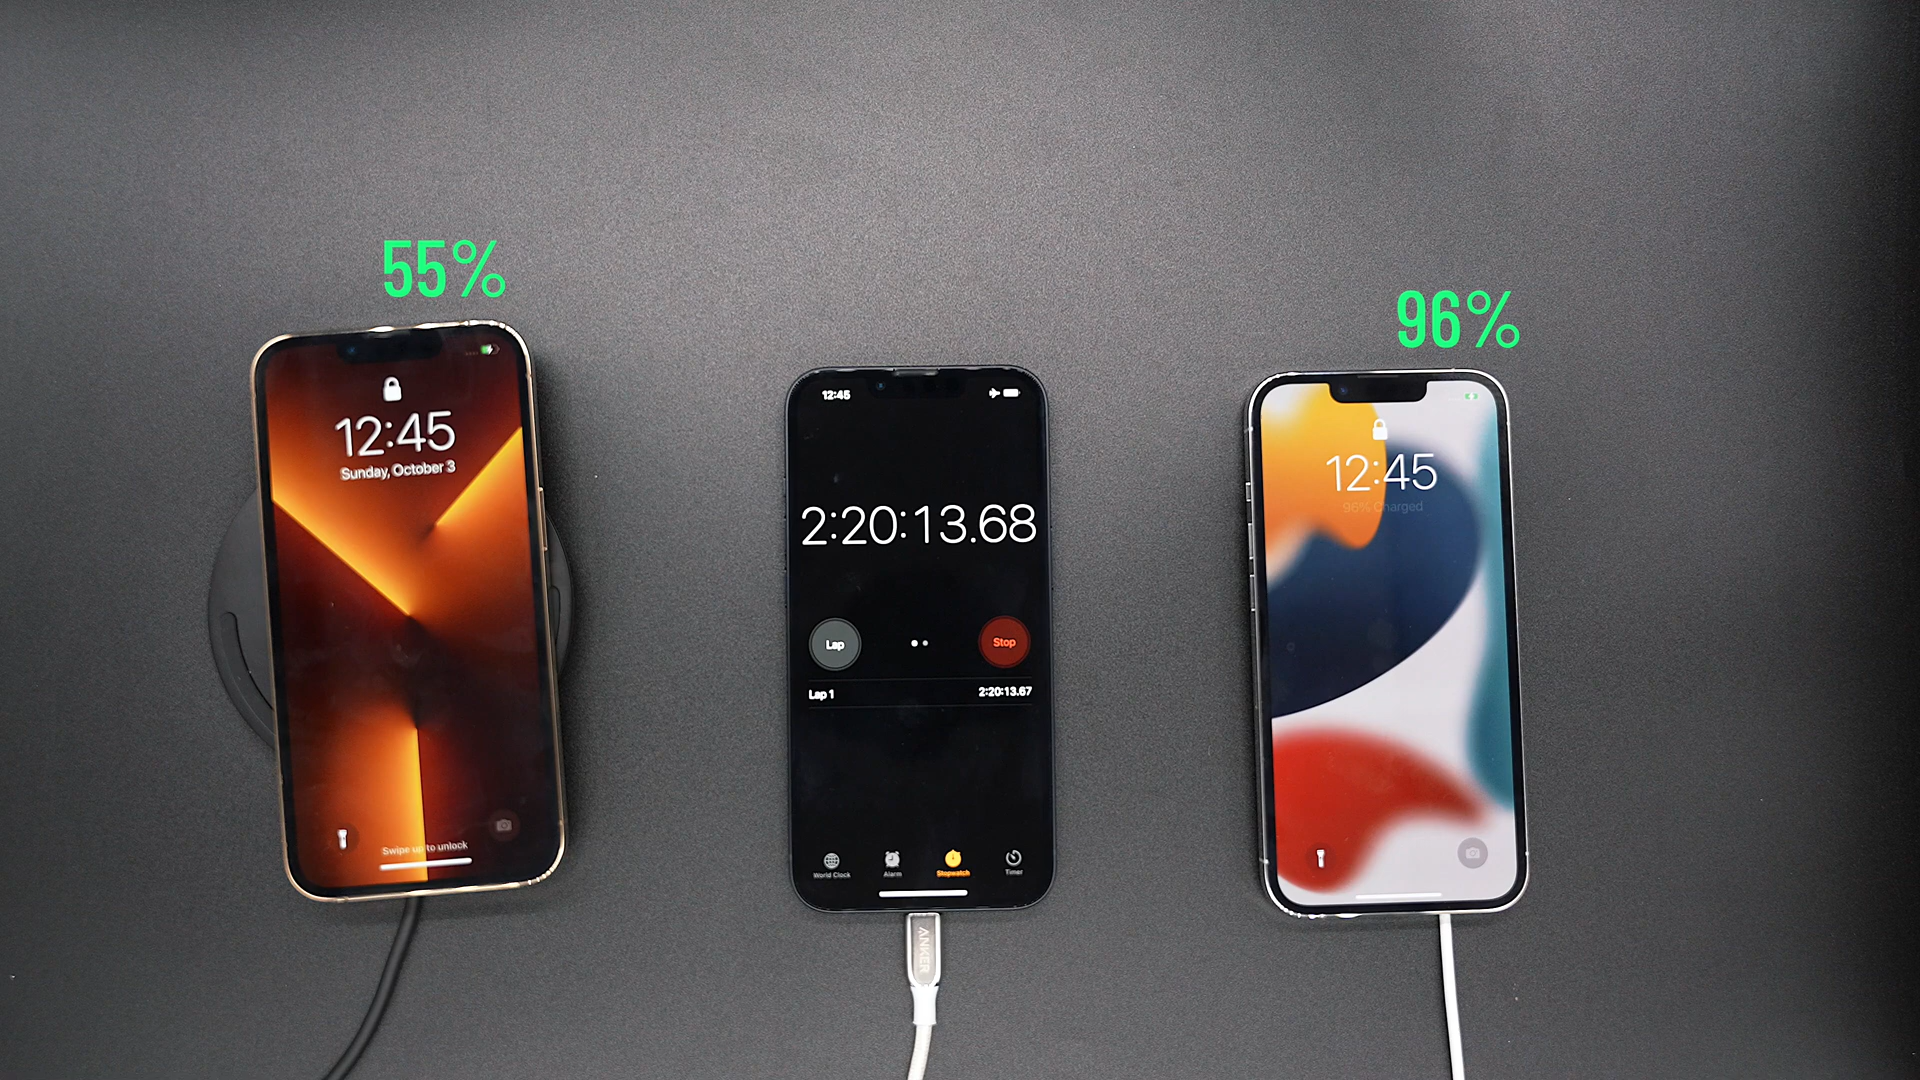 55%
96%
12:45
Sunday, October 3
Swipe up to unlock
12:45
2:20:13.68
Lap
Stop
Lap 1 2:20:13.67
World Clock Alarm Stopwatch Timer
ANKER
12:45
96% Charged